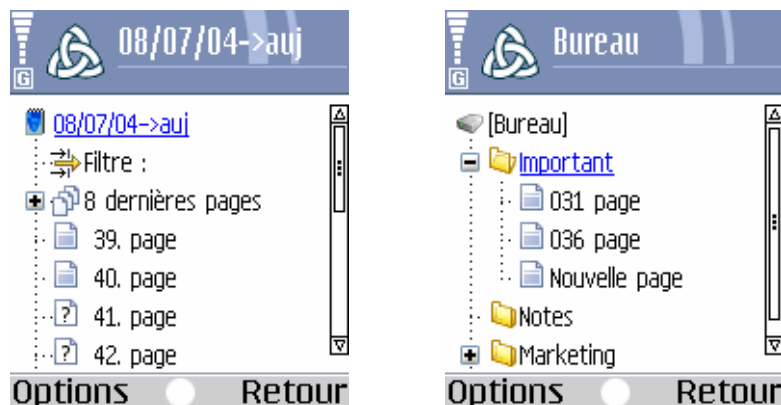 08/07/04->auj
G
08/07/04->auj
Filtre :
8 dernières pages
39. page
40. page
41. page
? 
42. page
?
Options
Retour
Bureau
G
[Bureau]
Important
031 page
036 page
Nouvelle page
Notes
Marketing
Options
Retour